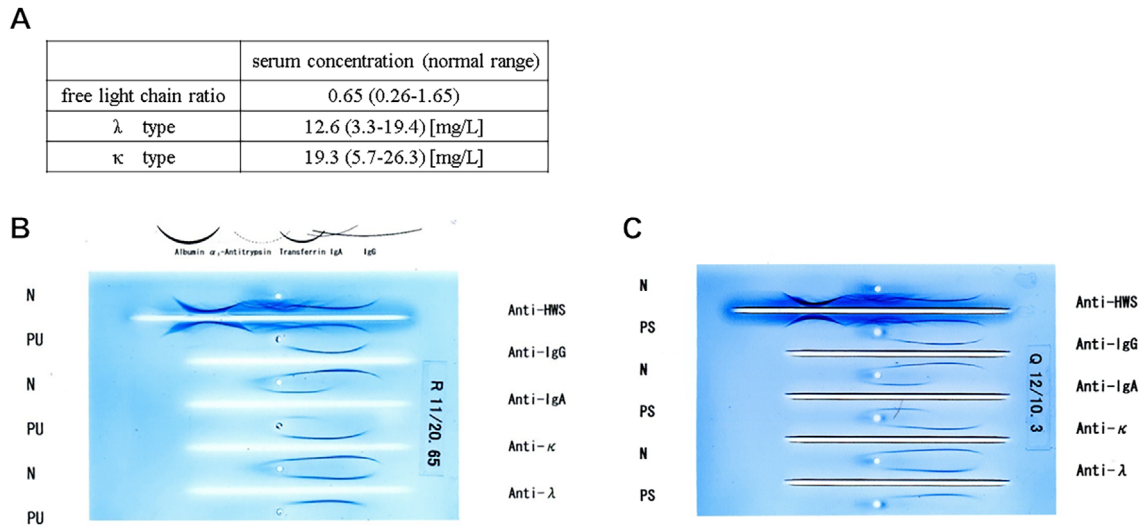 A
serum concentration (normal range)
free light chain ratio 0.65 (0.26-1.65)
λ type 12.6 (3.3-19.4) [mg/L]
κ type 19.3 (5.7-26.3) [mg/L]
B
Albumin α₁-Antitrypsin Transferrin IgA IgG
N
PU
N
PU
N
PU
Anti-HWS
Anti-IgG
Anti-IgA
Anti-κ
Anti-λ
R 11/20. 65
C
N
PS
N
PS
N
PS
Anti-HWS
Anti-IgG
Anti-IgA
Anti-κ
Anti-λ
Q 12/10. 3